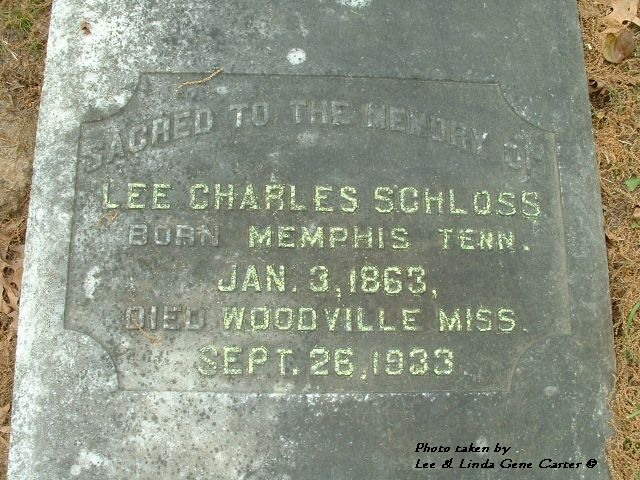 SACRED TO THE MEMORY OF
LEE CHARLES SCHLOSS
BORN MEMPHIS TENN.
JAN. 3, 1863,
DIED WOODVILLE MISS.
SEPT. 26, 1933.
Photo taken by
Lee & Linda Gene Carter ©